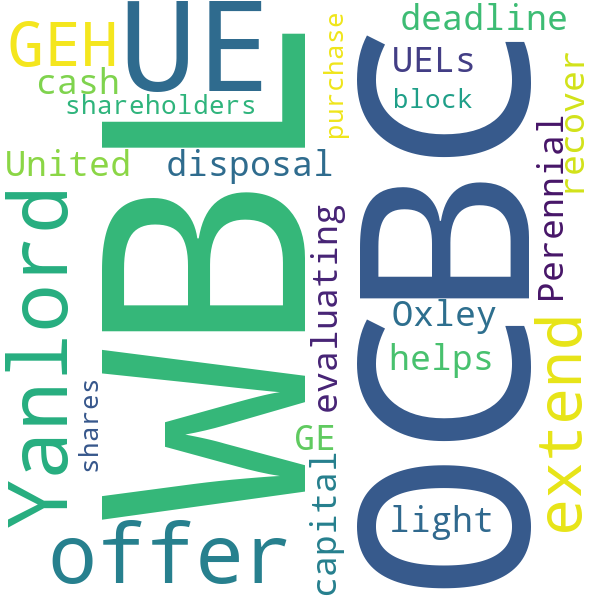 GEH
UE
deadline
cash
UELs
shareholders
block
purchase
United
disposal
recover
WBL
OCBC
Perennial
Yanlord
evaluating
Oxley
helps
extend
shares
GE
capital
light
offer